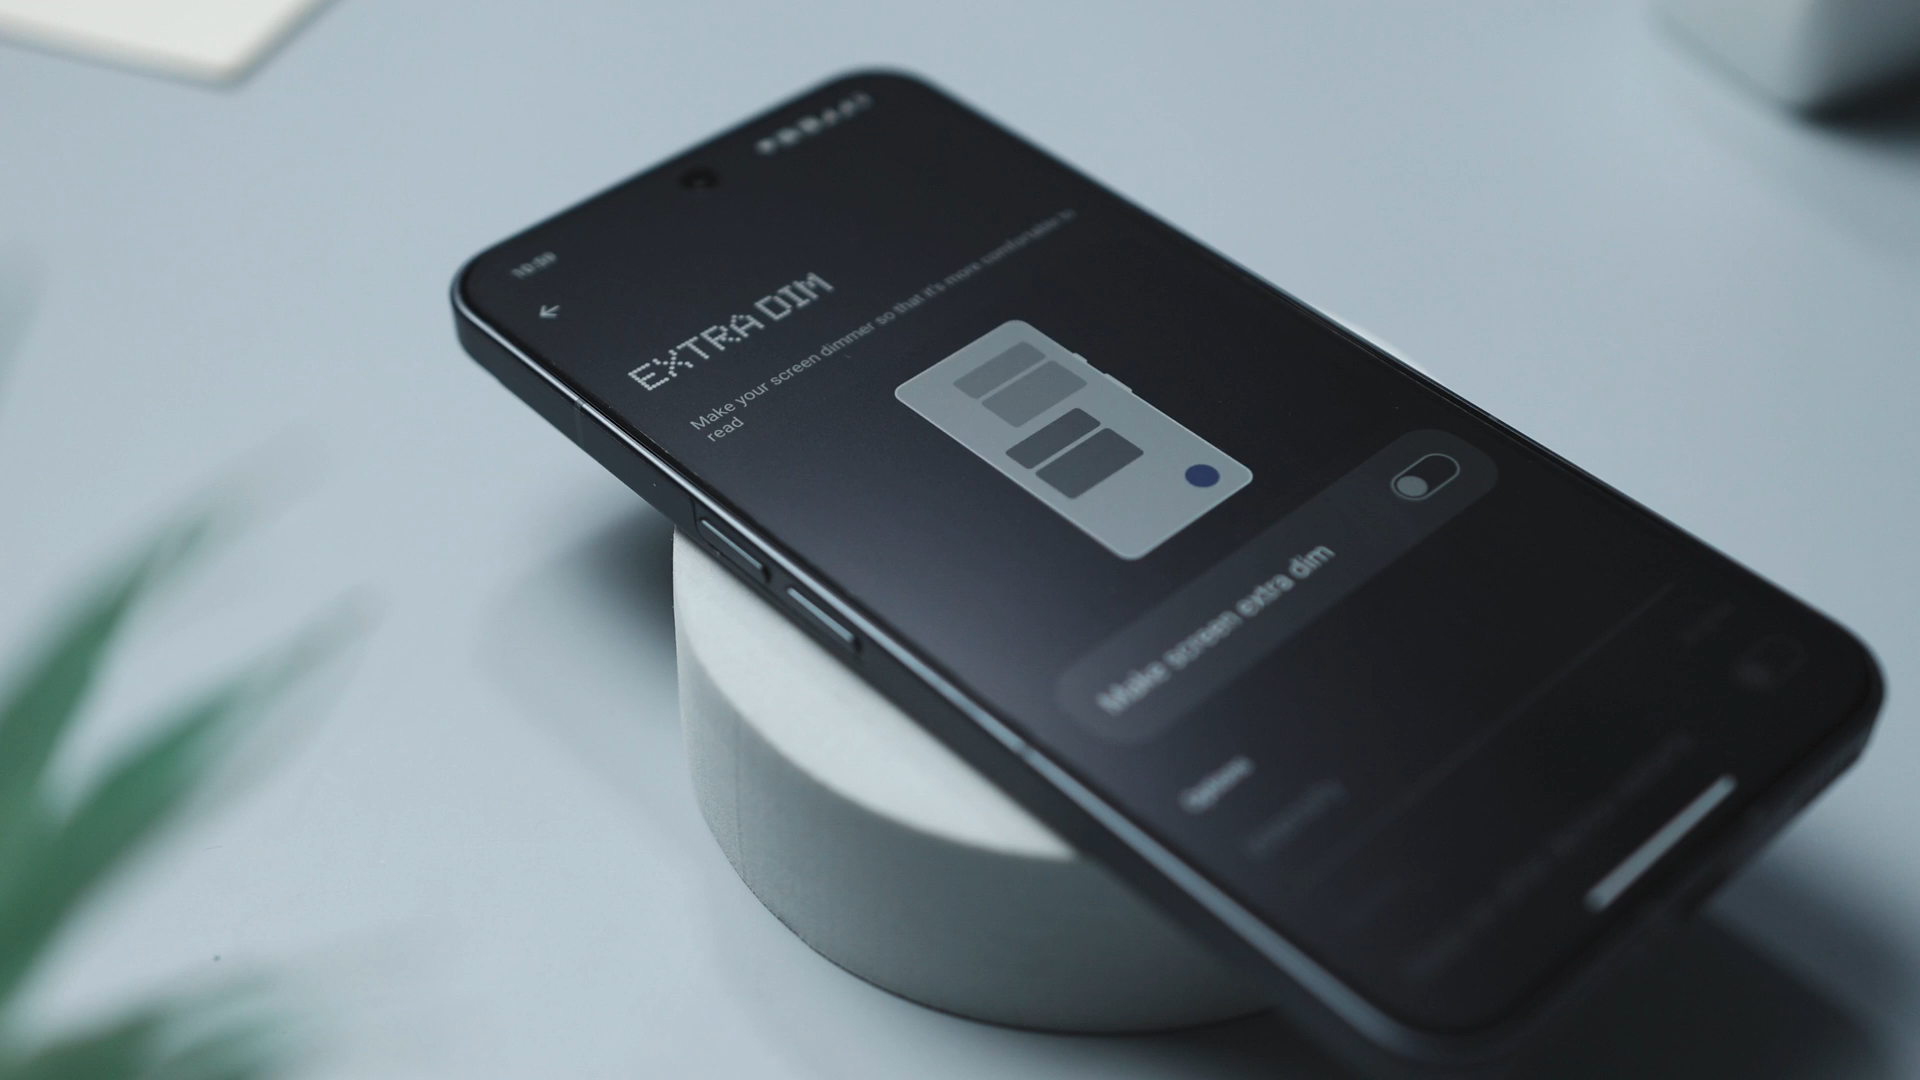 EXTRA DIM
Make your screen dimmer so that it's more comfortable to
read
Make screen extra dim